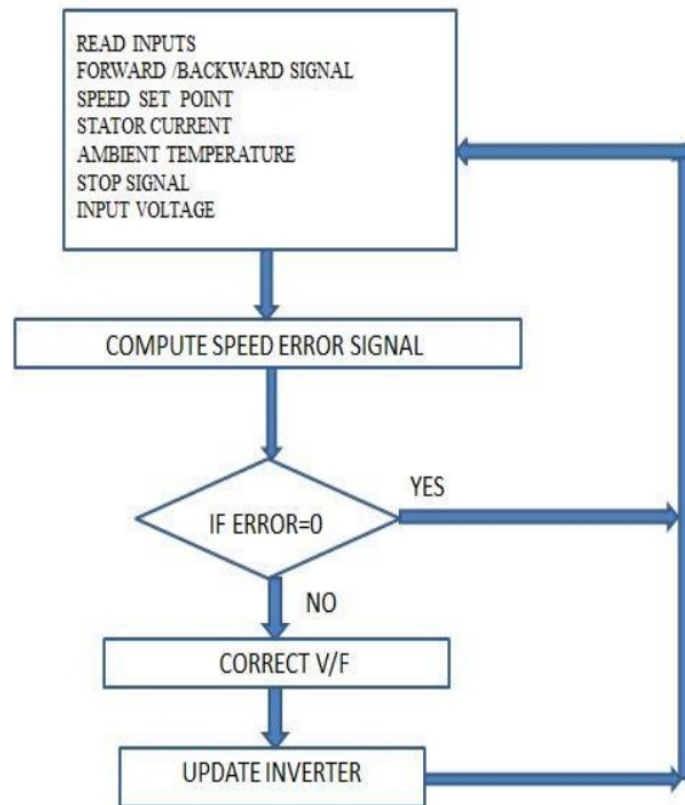 READ INPUTS
FORWARD /BACKWARD SIGNAL
SPEED SET POINT
STATOR CURRENT
AMBIENT TEMPERATURE
STOP SIGNAL
INPUT VOLTAGE
COMPUTE SPEED ERROR SIGNAL
YES
IF ERROR=0
NO
CORRECT V/F
UPDATE INVERTER